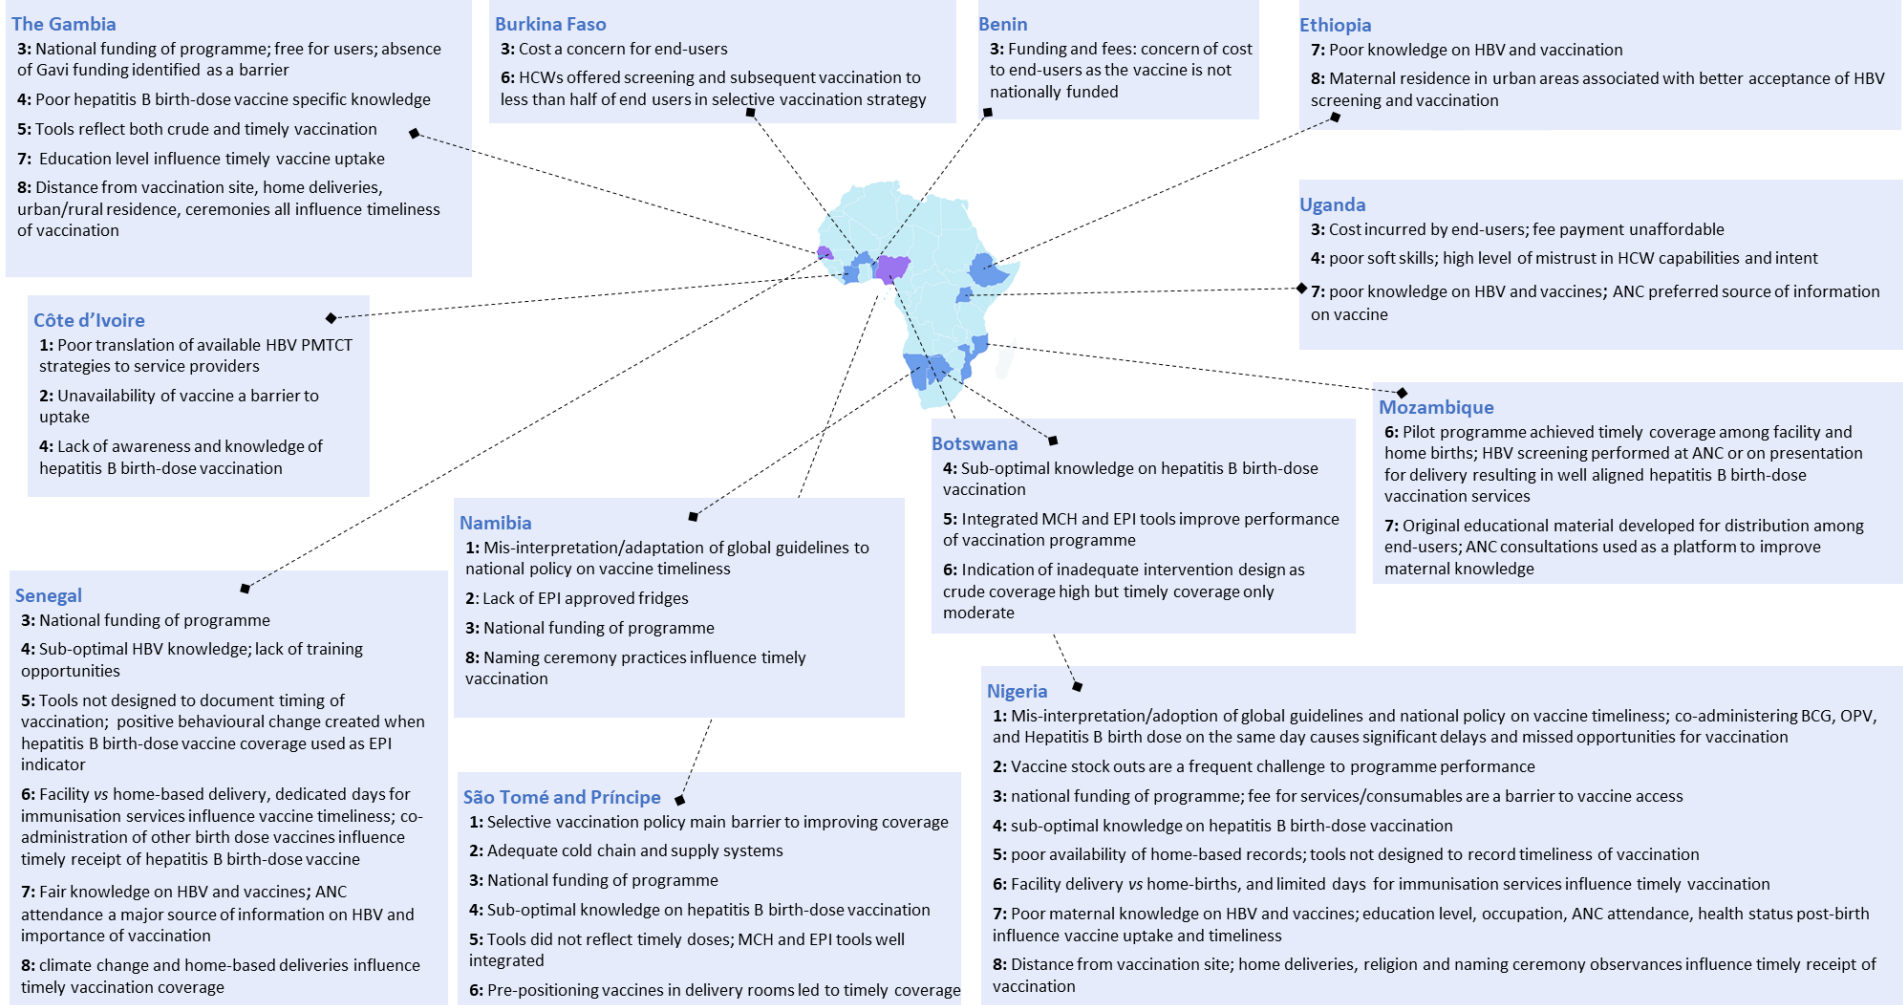 The Gambia
3: National funding of programme; free for users; absence
of Gavi funding identified as a barrier
4: Poor hepatitis B birth-dose vaccine specific knowledge
5: Tools reflect both crude and timely vaccination
7: Education level influence timely vaccine uptake
8: Distance from vaccination site, home deliveries,
urban/rural residence, ceremonies all influence timeliness
of vaccination
Burkina Faso
3: Cost a concern for end-users
6: HCWs offered screening and subsequent vaccination to
less than half of end users in selective vaccination strategy
Benin
3: Funding and fees: concern of cost
to end-users as the vaccine is not
nationally funded
Ethiopia
7: Poor knowledge on HBV and vaccination
8: Maternal residence in urban areas associated with better acceptance of HBV
screening and vaccination
Uganda
3: Cost incurred by end-users; fee payment unaffordable
4: poor soft skills; high level of mistrust in HCW capabilities and intent
7: poor knowledge on HBV and vaccines; ANC preferred source of information
on vaccine
Côte d’Ivoire
1: Poor translation of available HBV PMTCT
strategies to service providers
2: Unavailability of vaccine a barrier to
uptake
4: Lack of awareness and knowledge of
hepatitis B birth-dose vaccination
Mozambique
6: Pilot programme achieved timely coverage among facility and
home births; HBV screening performed at ANC or on presentation
for delivery resulting in well aligned hepatitis B birth-dose
vaccination services
7: Original educational material developed for distribution among
end-users; ANC consultations used as a platform to improve
maternal knowledge
Botswana
4: Sub-optimal knowledge on hepatitis B birth-dose
vaccination
5: Integrated MCH and EPI tools improve performance
of vaccination programme
6: Indication of inadequate intervention design as
crude coverage high but timely coverage only
moderate
Namibia
1: Mis-interpretation/adaptation of global guidelines to
national policy on vaccine timeliness
2: Lack of EPI approved fridges
3: National funding of programme
8: Naming ceremony practices influence timely
vaccination
Senegal
3: National funding of programme
4: Sub-optimal HBV knowledge; lack of training
opportunities
5: Tools not designed to document timing of
vaccination; positive behavioural change created when
hepatitis B birth-dose vaccine coverage used as EPI
indicator
6: Facility vs home-based delivery, dedicated days for
immunisation services influence vaccine timeliness; co-
administration of other birth dose vaccines influence
timely receipt of hepatitis B birth-dose vaccine
7: Fair knowledge on HBV and vaccines; ANC
attendance a major source of information on HBV and
importance of vaccination
8: climate change and home-based deliveries influence
timely vaccination coverage
São Tomé and Príncipe
1: Selective vaccination policy main barrier to improving coverage
2: Adequate cold chain and supply systems
3: National funding of programme
4: Sub-optimal knowledge on hepatitis B birth-dose vaccination
5: Tools did not reflect timely doses; MCH and EPI tools well
integrated
6: Pre-positioning vaccines in delivery rooms led to timely coverage
Nigeria
1: Mis-interpretation/adoption of global guidelines and national policy on vaccine timeliness; co-administering BCG, OPV,
and Hepatitis B birth dose on the same day causes significant delays and missed opportunities for vaccination
2: Vaccine stock outs are a frequent challenge to programme performance
3: national funding of programme; fee for services/consumables are a barrier to vaccine access
4: sub-optimal knowledge on hepatitis B birth-dose vaccination
5: poor availability of home-based records; tools not designed to record timeliness of vaccination
6: Facility delivery vs home-births, and limited days for immunisation services influence timely vaccination
7: Poor maternal knowledge on HBV and vaccines; education level, occupation, ANC attendance, health status post-birth
influence vaccine uptake and timeliness
8: Distance from vaccination site; home deliveries, religion and naming ceremony observances influence timely receipt of
vaccination